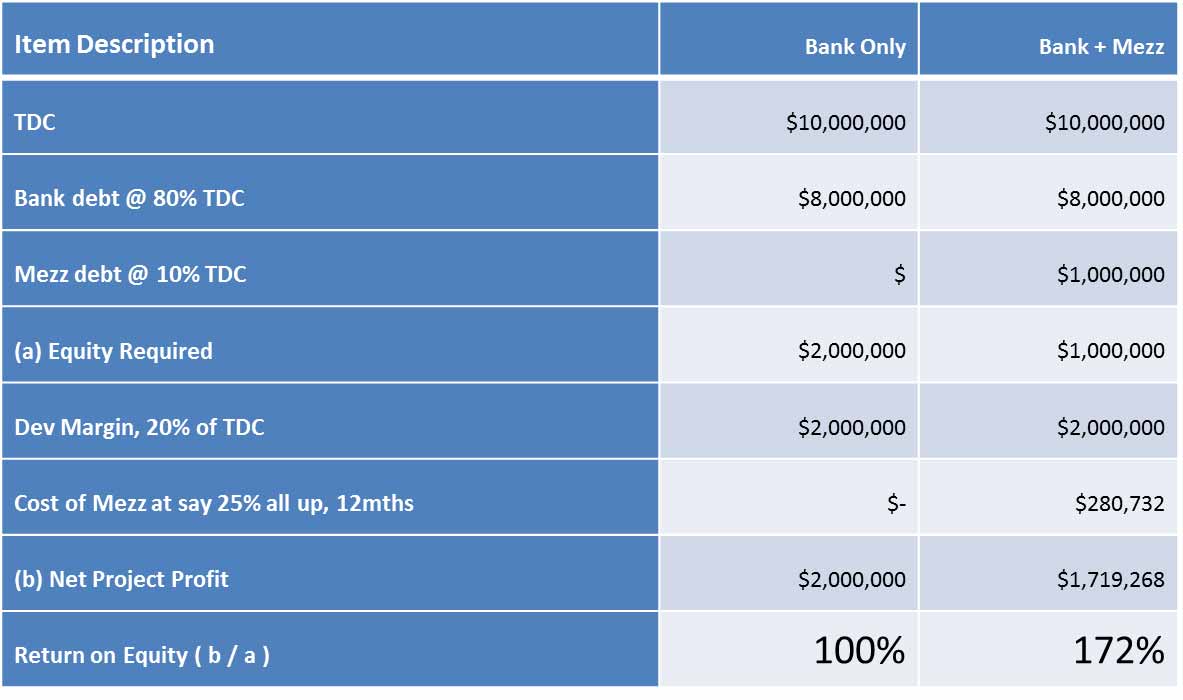 Item Description Bank Only Bank + Mezz
TDC $10,000,000 $10,000,000
Bank debt @ 80% TDC $8,000,000 $8,000,000
Mezz debt @ 10% TDC $ $1,000,000
(a) Equity Required $2,000,000 $1,000,000
Dev Margin, 20% of TDC $2,000,000 $2,000,000
Cost of Mezz at say 25% all up, 12mths $- $280,732
(b) Net Project Profit $2,000,000 $1,719,268
Return on Equity ( b / a ) 100% 172%